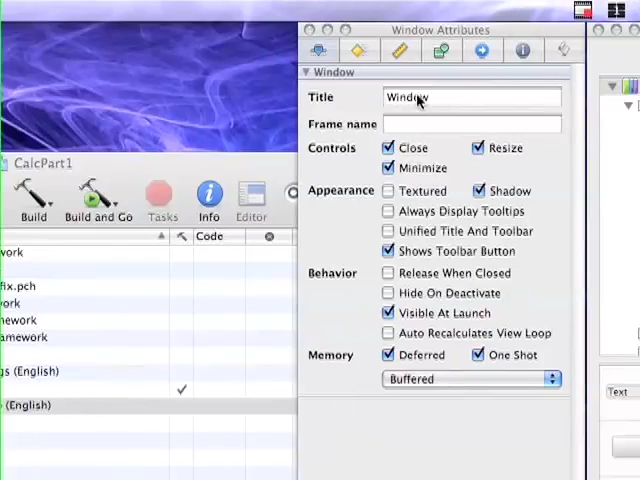 Window Attributes
Window
Title
Window
Frame name
Controls
Close
Resize
Minimize
Appearance
Textured
Shadow
Always Display Tooltips
Unified Title And Toolbar
Shows Toolbar Button
Behavior
Release When Closed
Hide On Deactivate
Visible At Launch
Auto Recalculates View Loop
Memory
Deferred
One Shot
Buffered
CalcPart1
Build
Build and Go
Tasks
Info
Editor
Code
work
fix.pch
work
nework
amework
gs (English)
(English)
Text